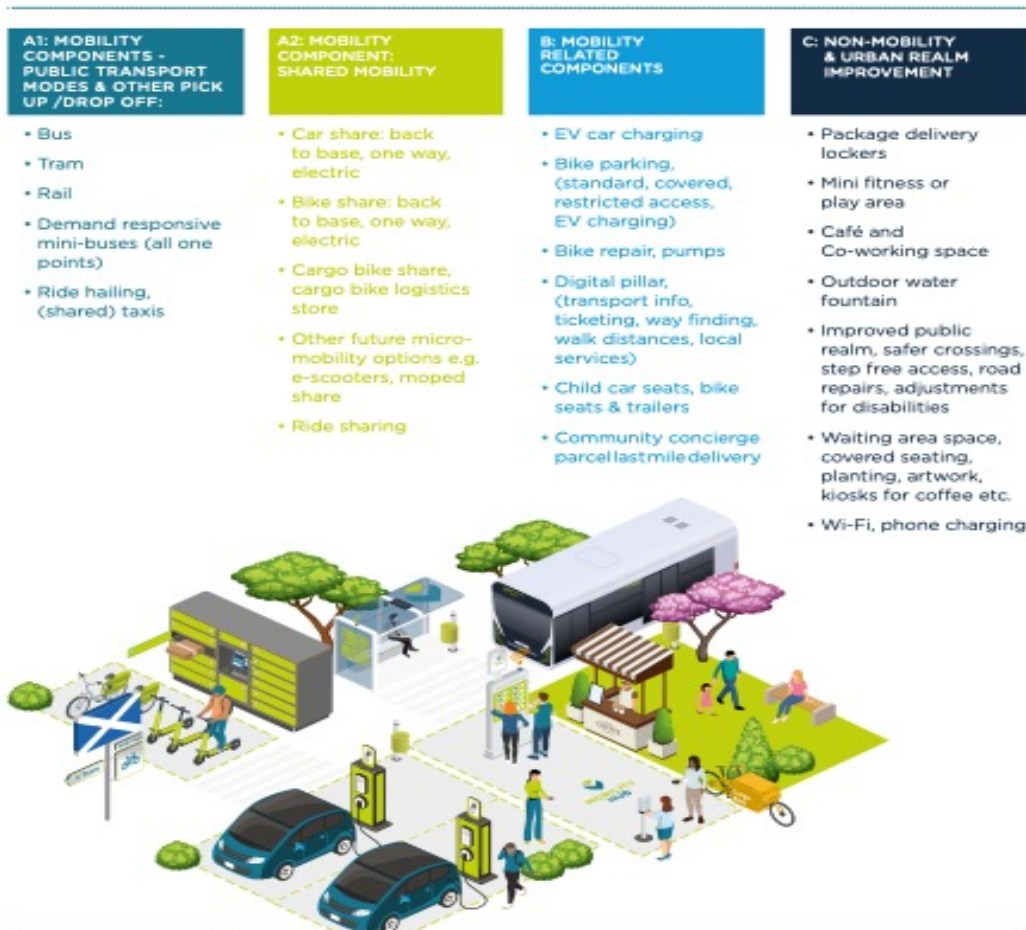 A1: MOBILITY
COMPONENTS -
PUBLIC TRANSPORT
MODES & OTHER PICK
UP /DROP OFF:
• Bus
• Tram
• Rail
• Demand responsive
mini-buses (all one
points)
• Ride hailing,
(shared) taxis
A2: MOBILITY
COMPONENT:
SHARED MOBILITY
• Car share: back
to base, one way,
electric
• Bike share: back
to base, one way,
electric
• Cargo bike share,
cargo bike logistics
store
• Other future micro-
mobility options e.g.
e-scooters, moped
share
• Ride sharing
B: MOBILITY
RELATED
COMPONENTS
• EV car charging
• Bike parking,
(standard, covered,
restricted access,
EV charging)
• Bike repair, pumps
• Digital pillar,
(transport info,
ticketing, way finding,
walk distances, local
services)
• Child car seats, bike
seats & trailers
• Community concierge
parcel last mile delivery
C: NON-MOBILITY
& URBAN REALM
IMPROVEMENT
• Package delivery
lockers
• Mini fitness or
play area
• Café and
Co-working space
• Outdoor water
fountain
• Improved public
realm, safer crossings,
step free access, road
repairs, adjustments
for disabilities
• Waiting area space,
covered seating,
planting, artwork,
kiosks for coffee etc.
• Wi-Fi, phone charging